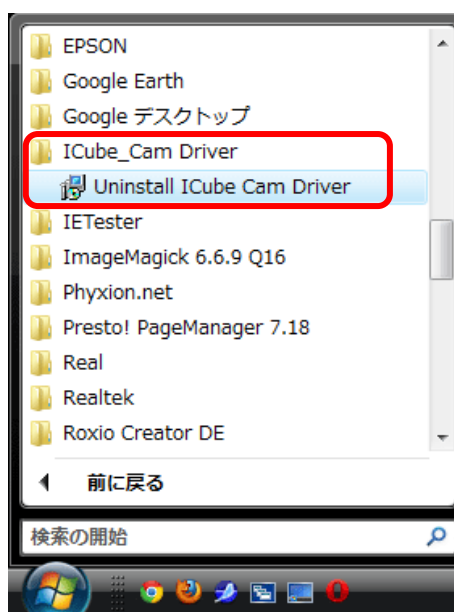 EPSON
Google Earth
Google デスクトップ
ICube_Cam Driver
Uninstall ICube Cam Driver
IETester
ImageMagick 6.6.9 Q16
Phyxion.net
Presto! PageManager 7.18
Real
Realtek
Roxio Creator DE
前に戻る
検索の開始